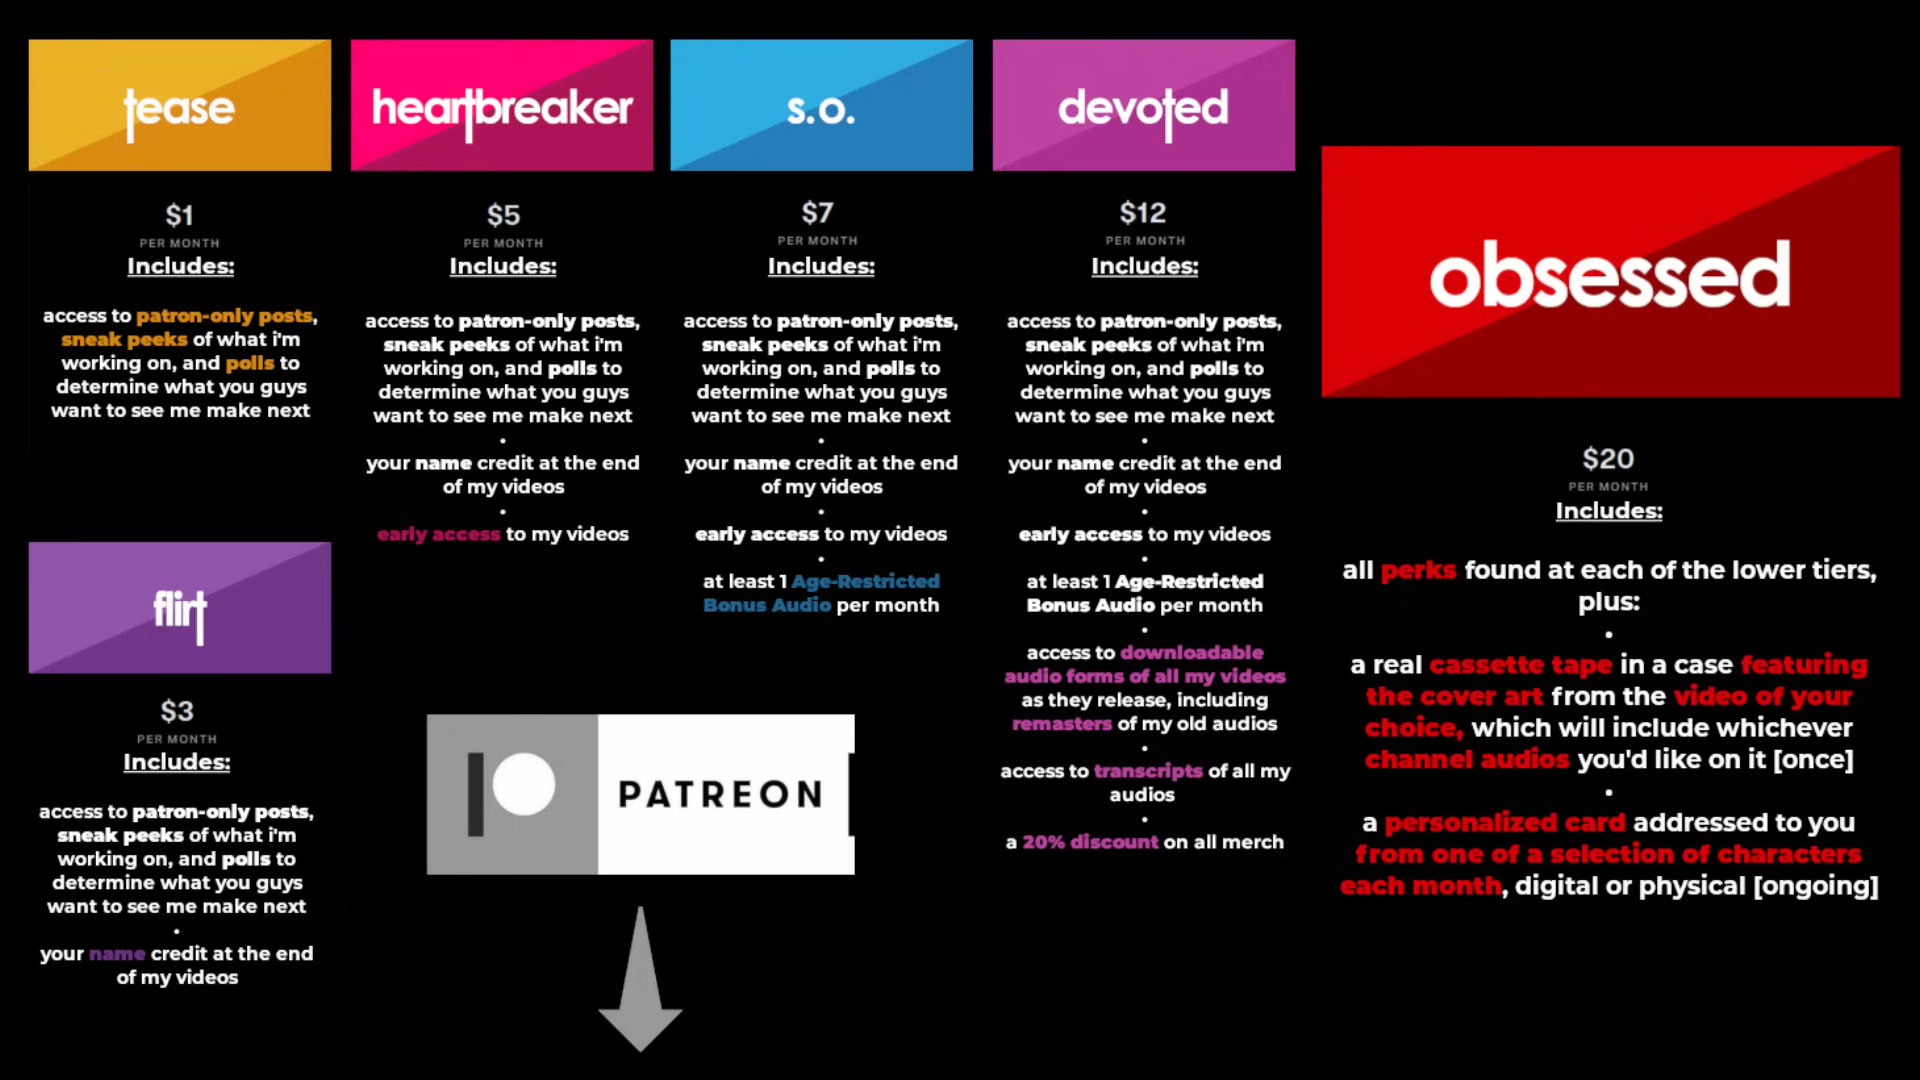 tease
$1
PER MONTH
Includes:
access to patron-only posts,
sneak peeks of what i'm
working on, and polls to
determine what you guys
want to see me make next
flirt
$3
PER MONTH
Includes:
access to patron-only posts,
sneak peeks of what i'm
working on, and polls to
determine what you guys
want to see me make next
•
your name credit at the end
of my videos
heartbreaker
$5
PER MONTH
Includes:
access to patron-only posts,
sneak peeks of what i'm
working on, and polls to
determine what you guys
want to see me make next
•
your name credit at the end
of my videos
•
early access to my videos
s.o.
$7
PER MONTH
Includes:
access to patron-only posts,
sneak peeks of what i'm
working on, and polls to
determine what you guys
want to see me make next
•
your name credit at the end
of my videos
•
early access to my videos
•
at least 1 Age-Restricted
Bonus Audio per month
PATREON
devoted
$12
PER MONTH
Includes:
access to patron-only posts,
sneak peeks of what i'm
working on, and polls to
determine what you guys
want to see me make next
•
your name credit at the end
of my videos
•
early access to my videos
•
at least 1 Age-Restricted
Bonus Audio per month
•
access to downloadable
audio forms of all my videos
as they release, including
remasters of my old audios
•
access to transcripts of all my
audios
•
a 20% discount on all merch
obsessed
$20
PER MONTH
Includes:
all perks found at each of the lower tiers,
plus:
•
a real cassette tape in a case featuring
the cover art from the video of your
choice, which will include whichever
channel audios you'd like on it [once]
•
a personalized card addressed to you
from one of a selection of characters
each month, digital or physical [ongoing]